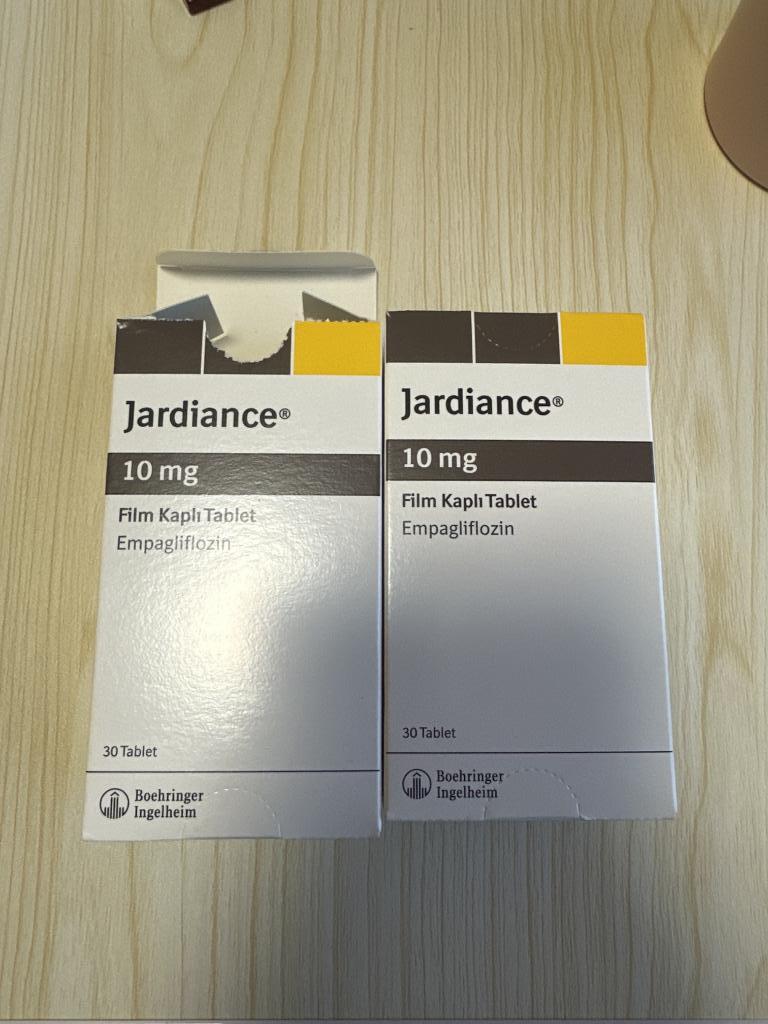 Jardiance®
10 mg
Film Kaplı Tablet
Empagliflozin
30 Tablet
Boehringer
Ingelheim
Jardiance®
10 mg
Film Kaplı Tablet
Empagliflozin
30 Tablet
Boehringer
Ingelheim